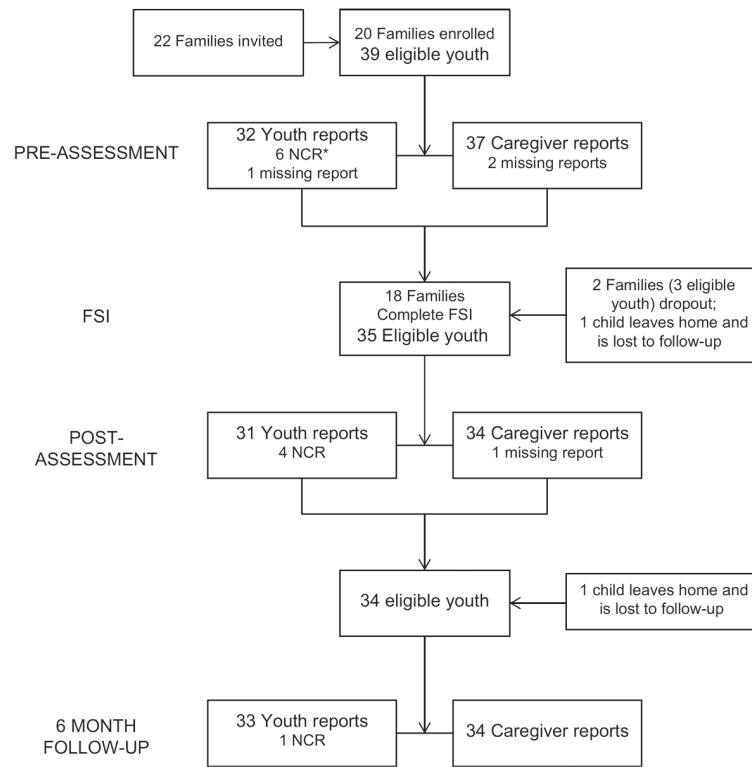 22 Families invited
20 Families enrolled
39 eligible youth
PRE-ASSESSMENT
32 Youth reports
6 NCR*
1 missing report
37 Caregiver reports
2 missing reports
FSI
18 Families
Complete FSI
35 Eligible youth
2 Families (3 eligible
youth) dropout;
1 child leaves home and
is lost to follow-up
POST-
ASSESSMENT
31 Youth reports
4 NCR
34 Caregiver reports
1 missing report
34 eligible youth
1 child leaves home and
is lost to follow-up
6 MONTH
FOLLOW-UP
33 Youth reports
1 NCR
34 Caregiver reports